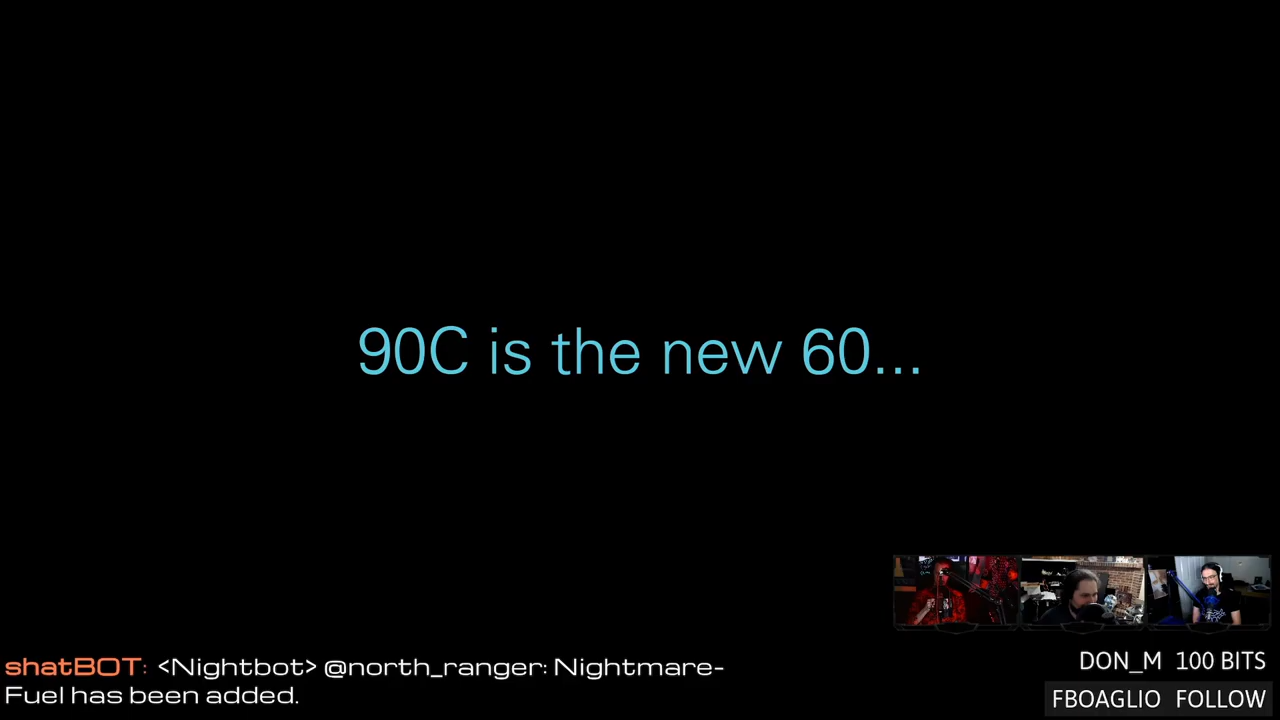 90C is the new 60...
shatBOT: <Nightbot> @north_ranger: Nightmare-
Fuel has been added.
DON_M 100 BITS
FBOAGLIO FOLLOW